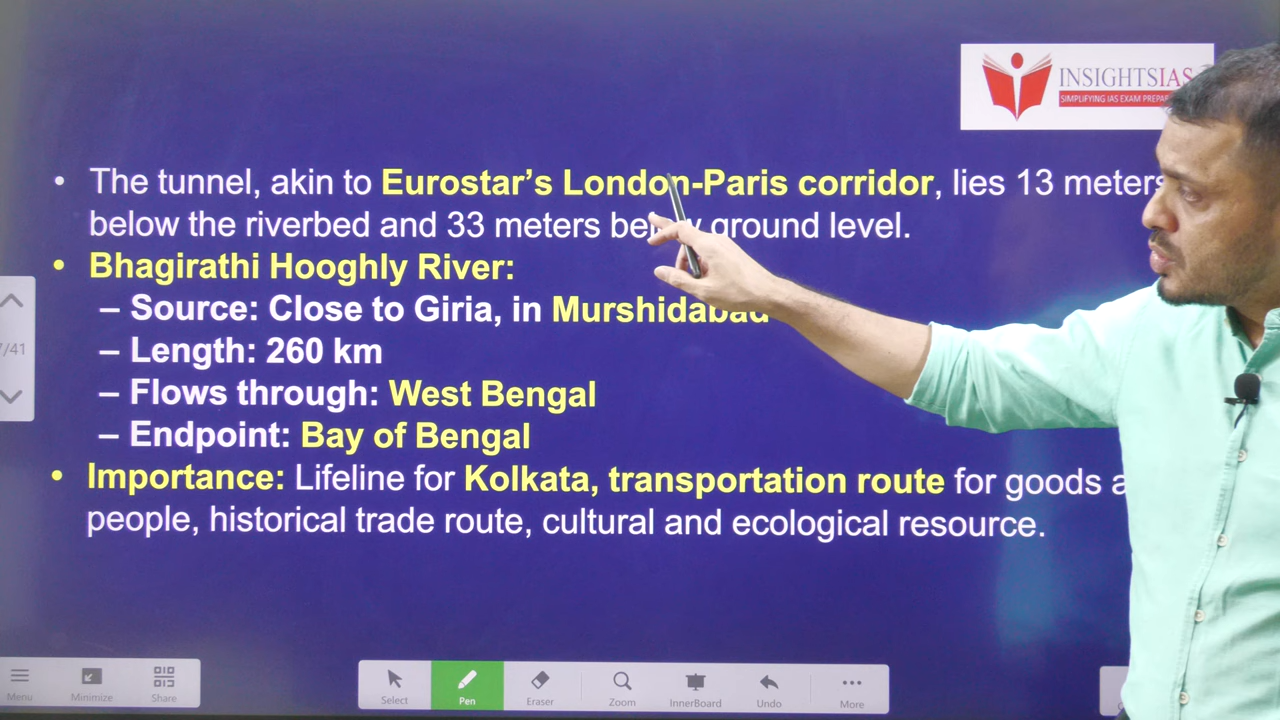 INSIGHTSIAS
SIMPLIFYING IAS EXAM
• The tunnel, akin to Eurostar's London-Paris corridor, lies 13 meters
below the riverbed and 33 meters ground level.
• Bhagirathi Hooghly River:
– Source: Close to Giria, in Murshidabad
– Length: 260 km
– Flows through: West Bengal
– Endpoint: Bay of Bengal
• Importance: Lifeline for Kolkata, transportation route for goods
people, historical trade route, cultural and ecological resource.
/41
Menu Minimize Share Select Pen Eraser Zoom InnerBoard Undo More